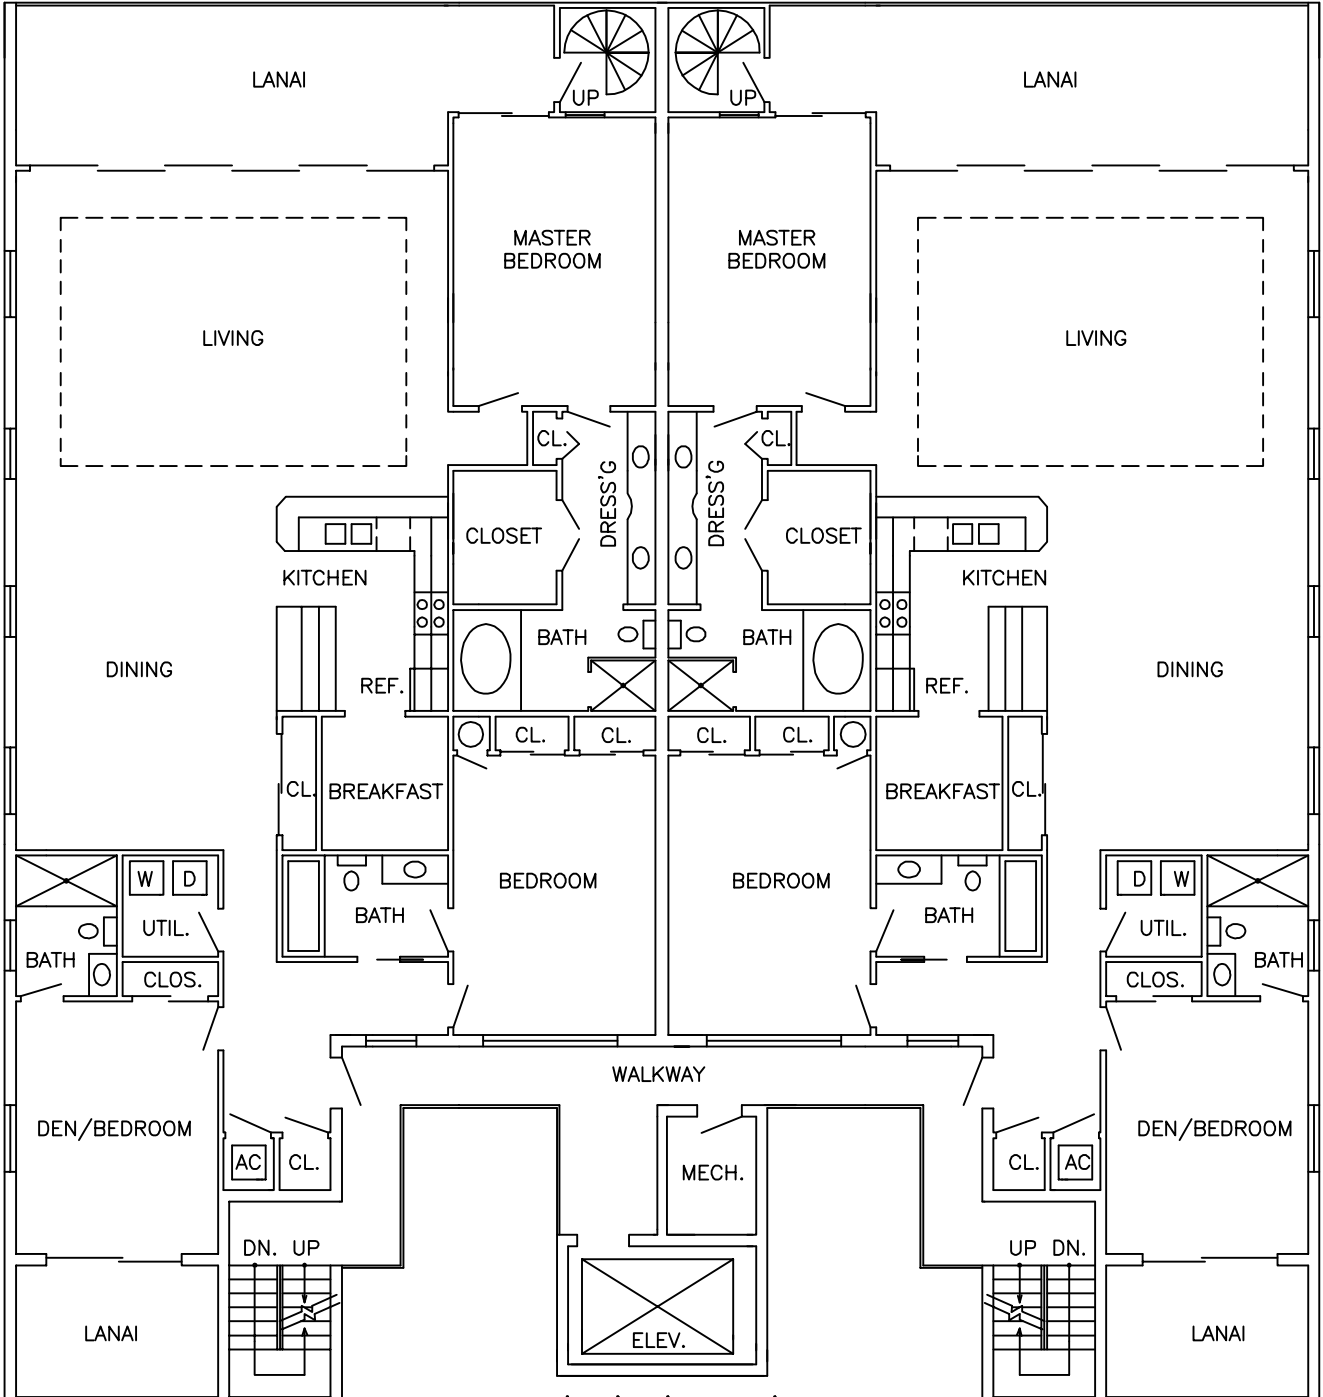 LANAI
LANAI
UP
UP
MASTER
BEDROOM
MASTER
BEDROOM
LIVING
LIVING
CL.
CL.
DRESS'G
DRESS'G
CLOSET
CLOSET
KITCHEN
KITCHEN
BATH
BATH
DINING
DINING
REF.
REF.
CL.
CL.
CL.
CL.
CL.
BREAKFAST
BREAKFAST
CL.
W
D
BEDROOM
BEDROOM
D
W
BATH
BATH
UTIL.
UTIL.
BATH
BATH
CLOS.
CLOS.
WALKWAY
DEN/BEDROOM
DEN/BEDROOM
AC
CL.
MECH.
CL.
AC
DN.
UP
UP
DN.
LANAI
ELEV.
LANAI